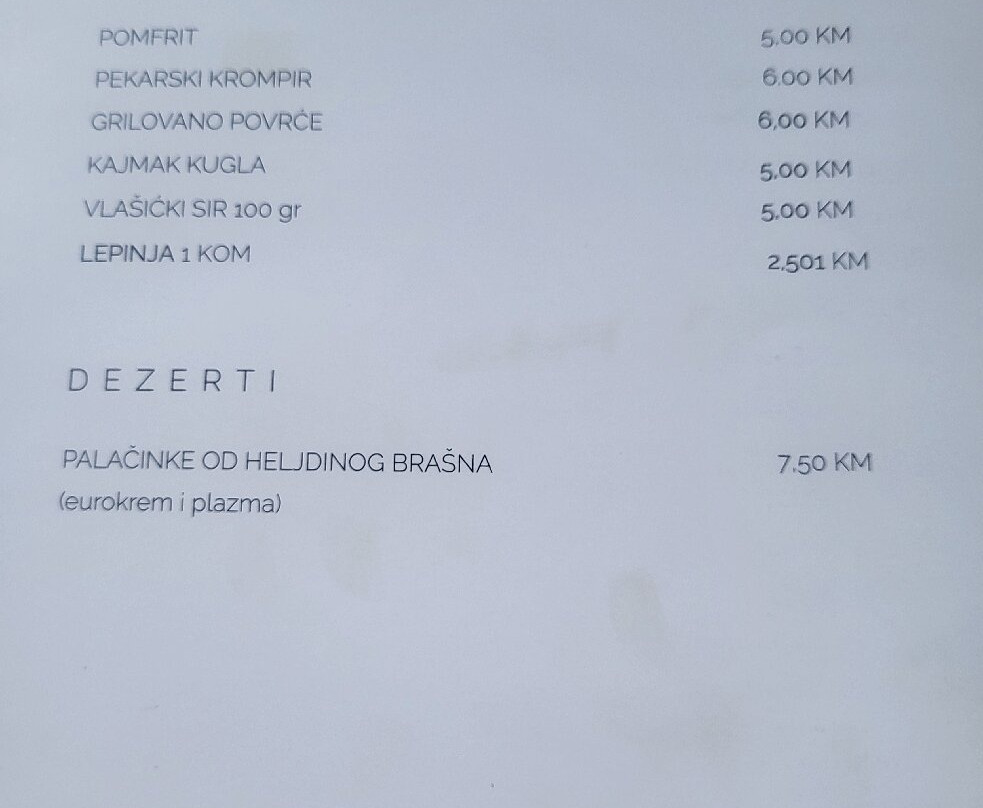 POMFRIT 5,00 KM
PEKARSKI KROMPIR 6.00 KM
GRILOVANO POVRĆE 6,00 KM
KAJMAK KUGLA 5,00 KM
VLAŠIĆKI SIR 100 gr 5,00 KM
LEPINJA 1 KOM 2,501 KM
DEZERTI
PALAČINKE OD HELJDINOG BRAŠNA 7.50 KM
(eurokrem i plazma)